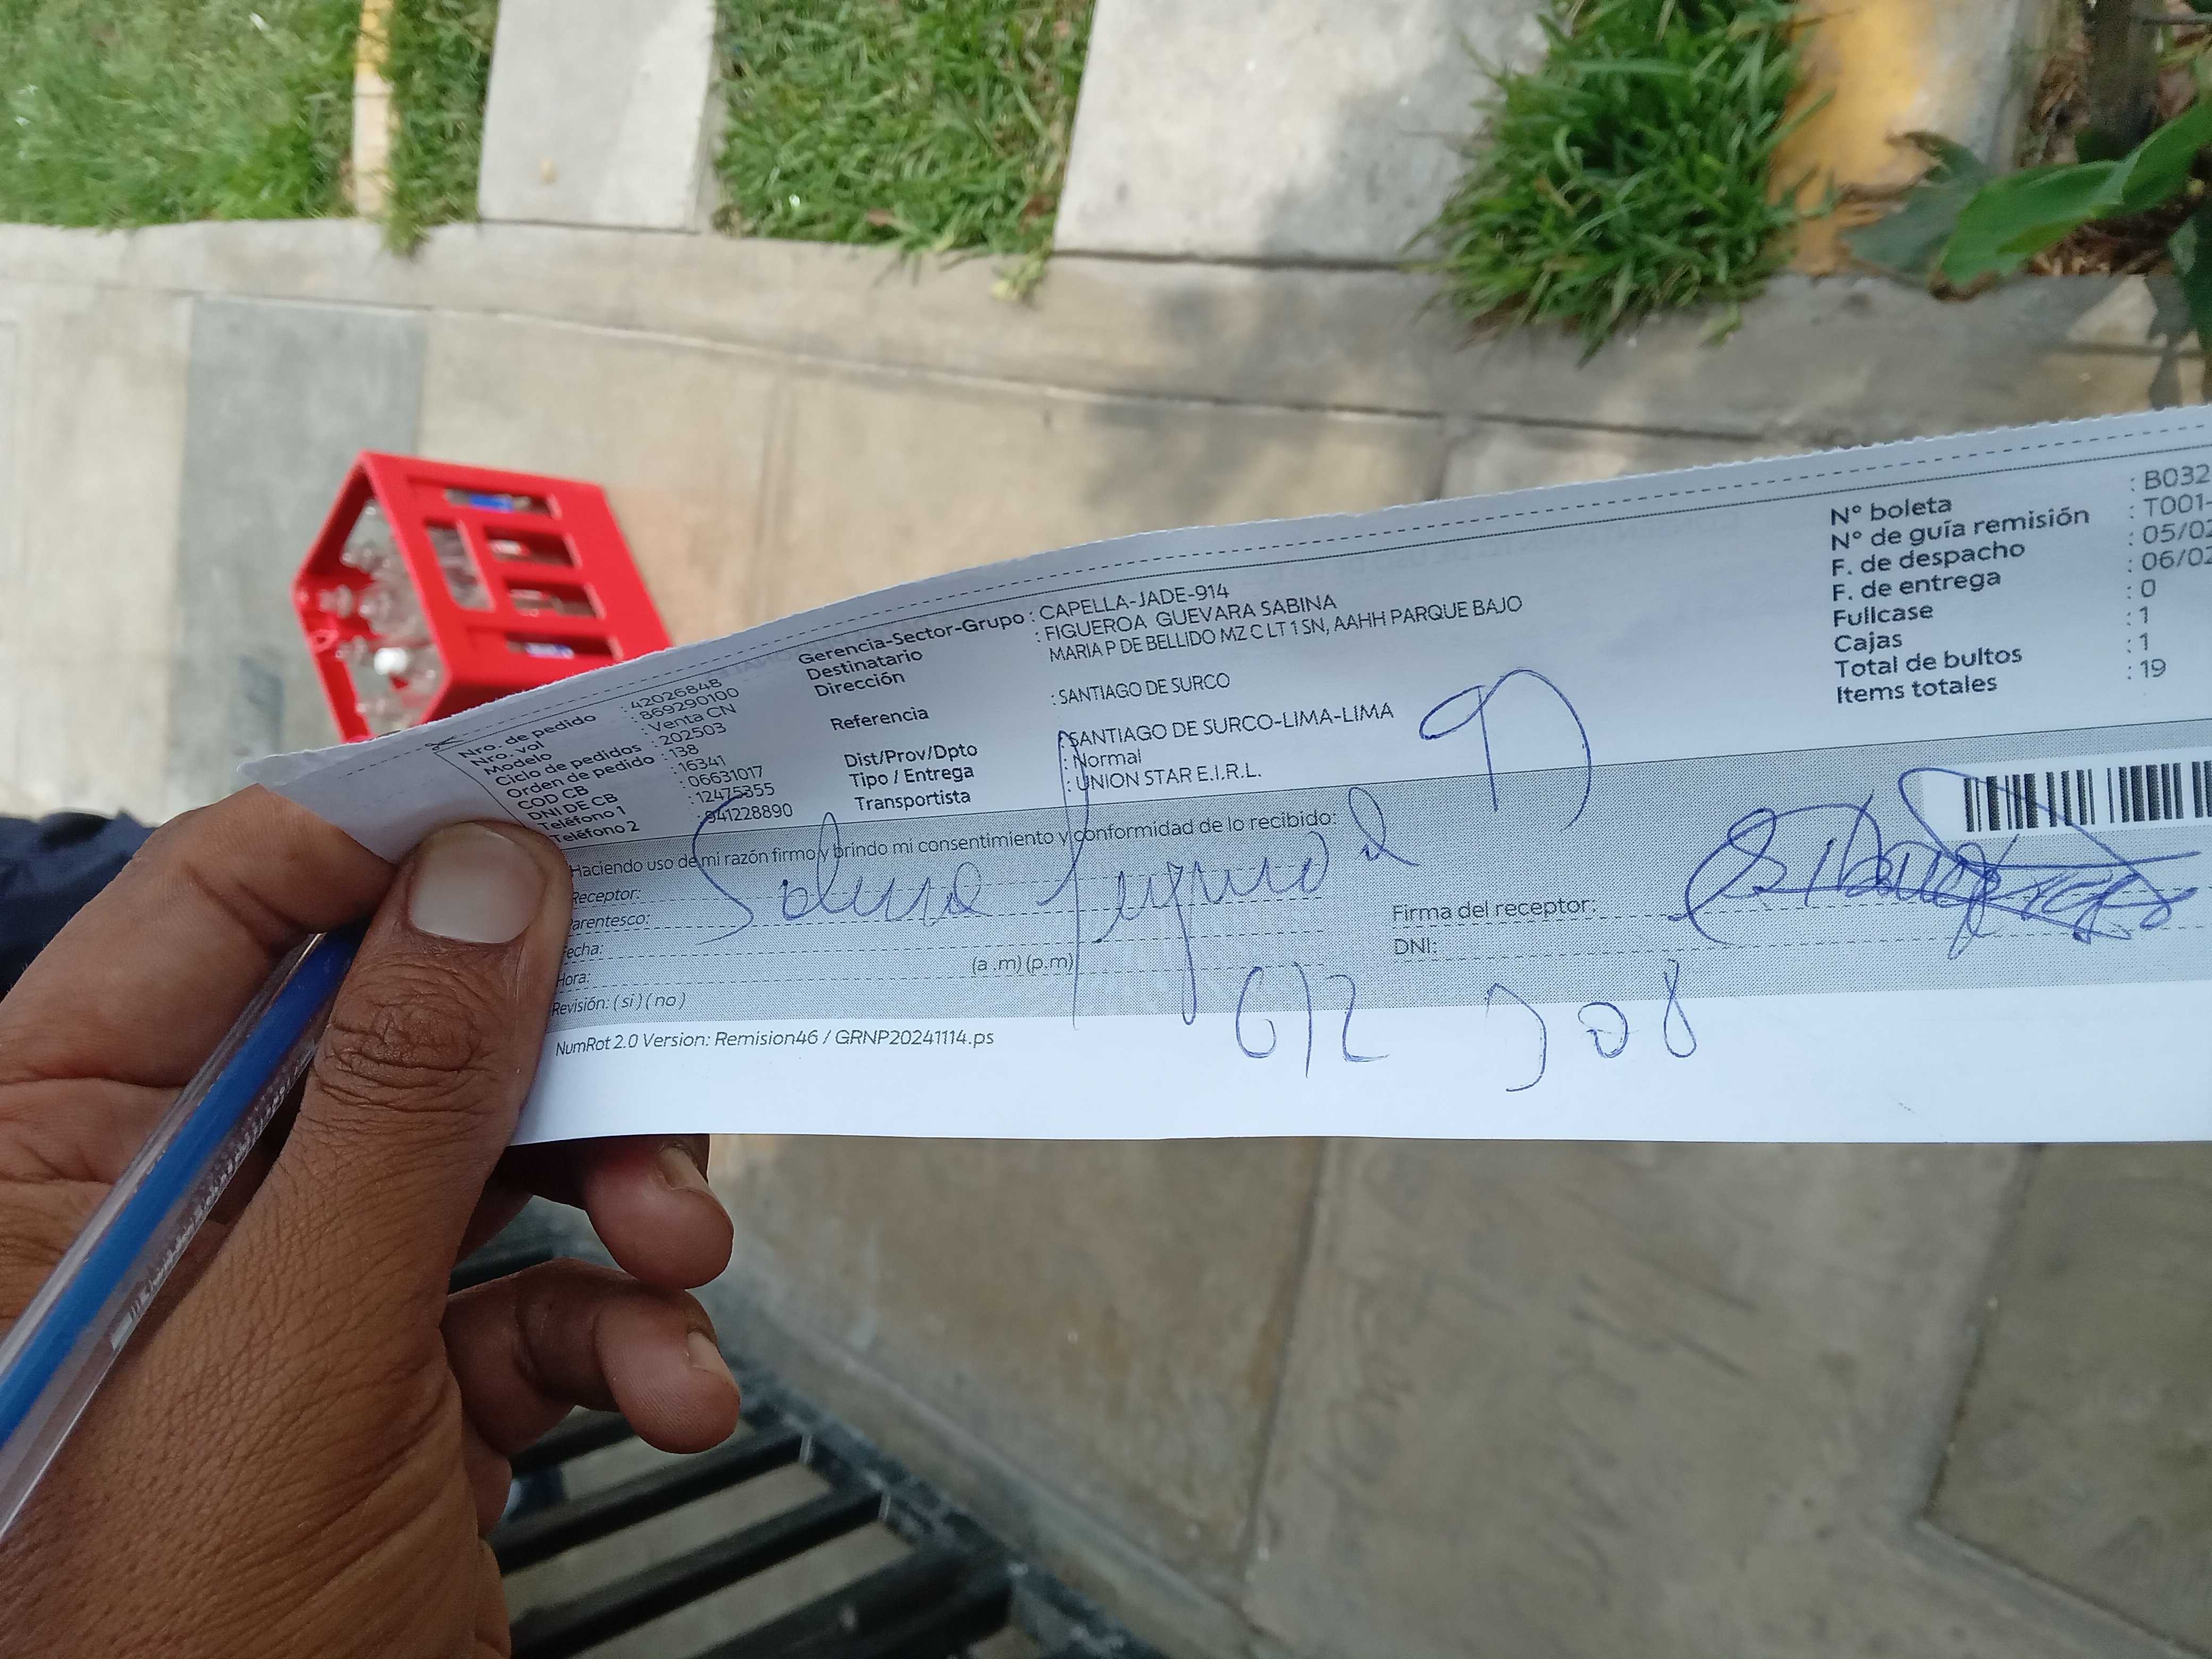 Nro. de pedido : 42026848
Nro. vol : 869290100
Modelo : Venta CN
Ciclo de pedidos : 202503
Orden de pedido : 138
COD CB : 16341
DNI DE CB : 06631017
Teléfono 1 : 12475355
Teléfono 2 : 941228890
Gerencia-Sector-Grupo : CAPELLA-JADE-914
Destinatario : FIGUEROA GUEVARA SABINA
Dirección MARIA P DE BELLIDO MZ C LT 1 SN, AAHH PARQUE BAJO
Referencia : SANTIAGO DE SURCO
Dist/Prov/Dpto : SANTIAGO DE SURCO-LIMA-LIMA
Tipo / Entrega : Normal
Transportista : UNION STAR E.I.R.L.
Nº boleta : B032
Nº de guía remisión : T001-
F. de despacho : 05/02
F. de entrega : 06/02
Fullcase : 0
Cajas : 1
Total de bultos : 1
Items totales : 19
Haciendo uso de mi razón firmo y brindo mi consentimiento y conformidad de lo recibido:
Receptor:
Parentesco:
Fecha:
Hora: (a .m) (p.m)
Revisión: ( si ) ( no )
Firma del receptor:
DNI:
6/2
NumRot 2.0 Version: Remision46 / GRNP20241114.ps